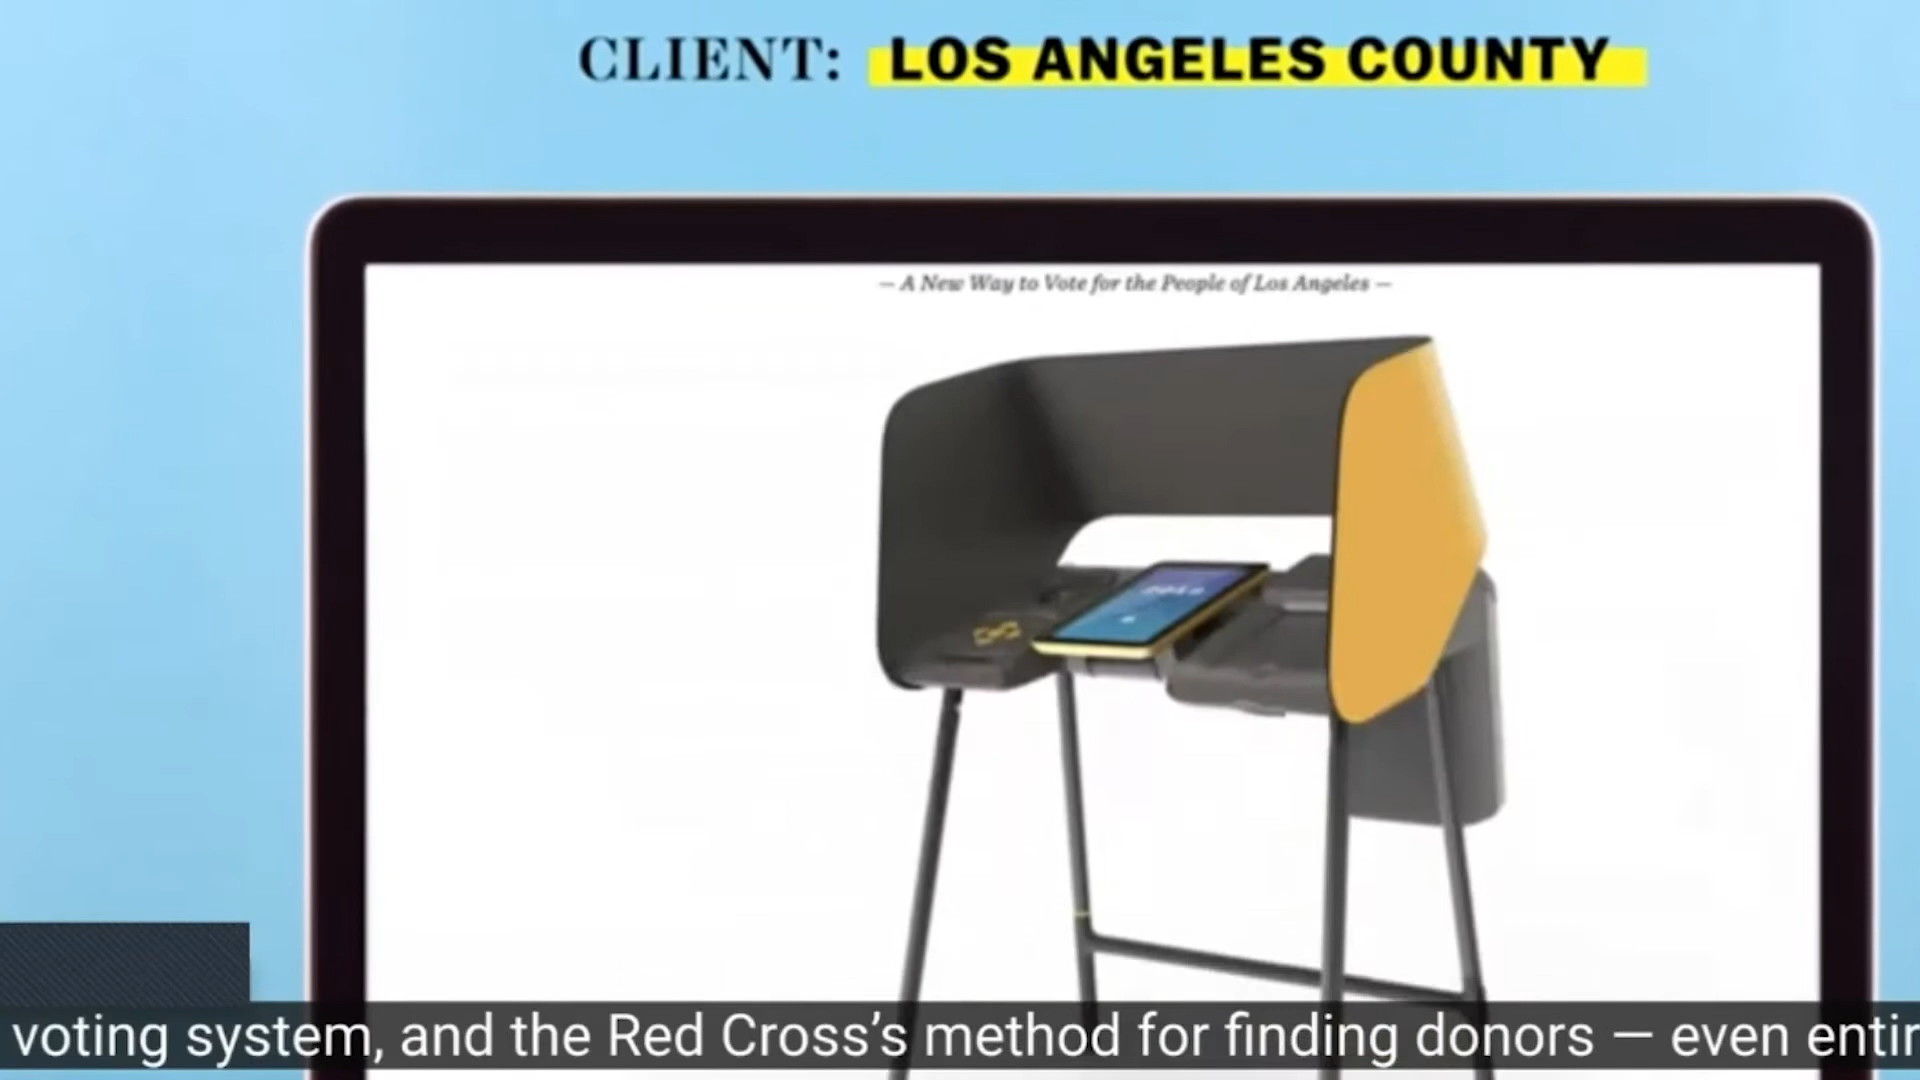 CLIENT: LOS ANGELES COUNTY
— A New Way to Vote for the People of Los Angeles —
voting system, and the Red Cross’s method for finding donors — even entir